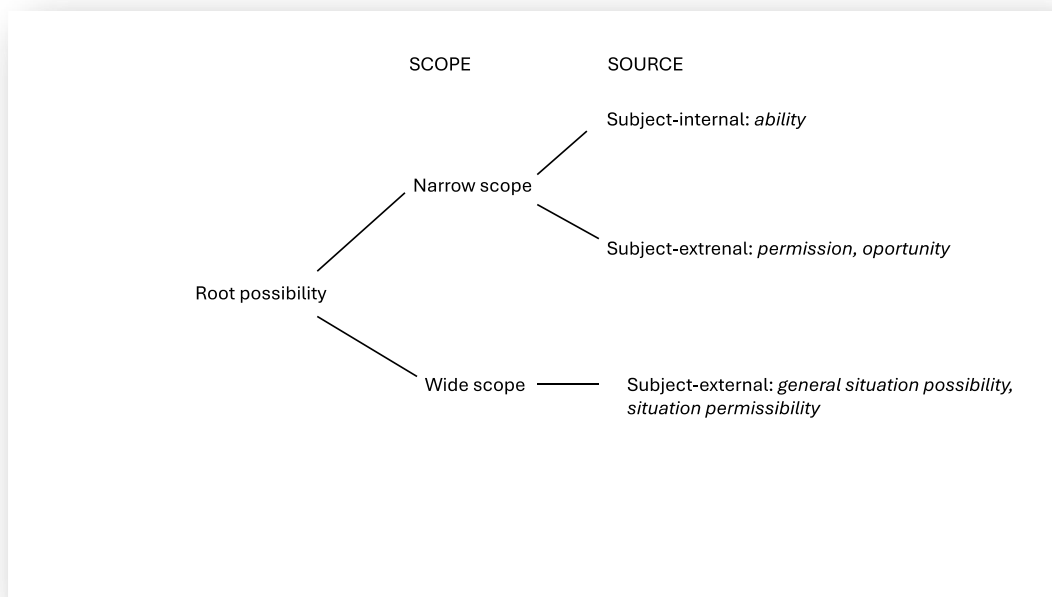 SCOPE SOURCE
Subject-internal: ability
Narrow scope
Subject-extrenal: permission, oportunity
Root possibility
Wide scope Subject-external: general situation possibility,
situation permissibility